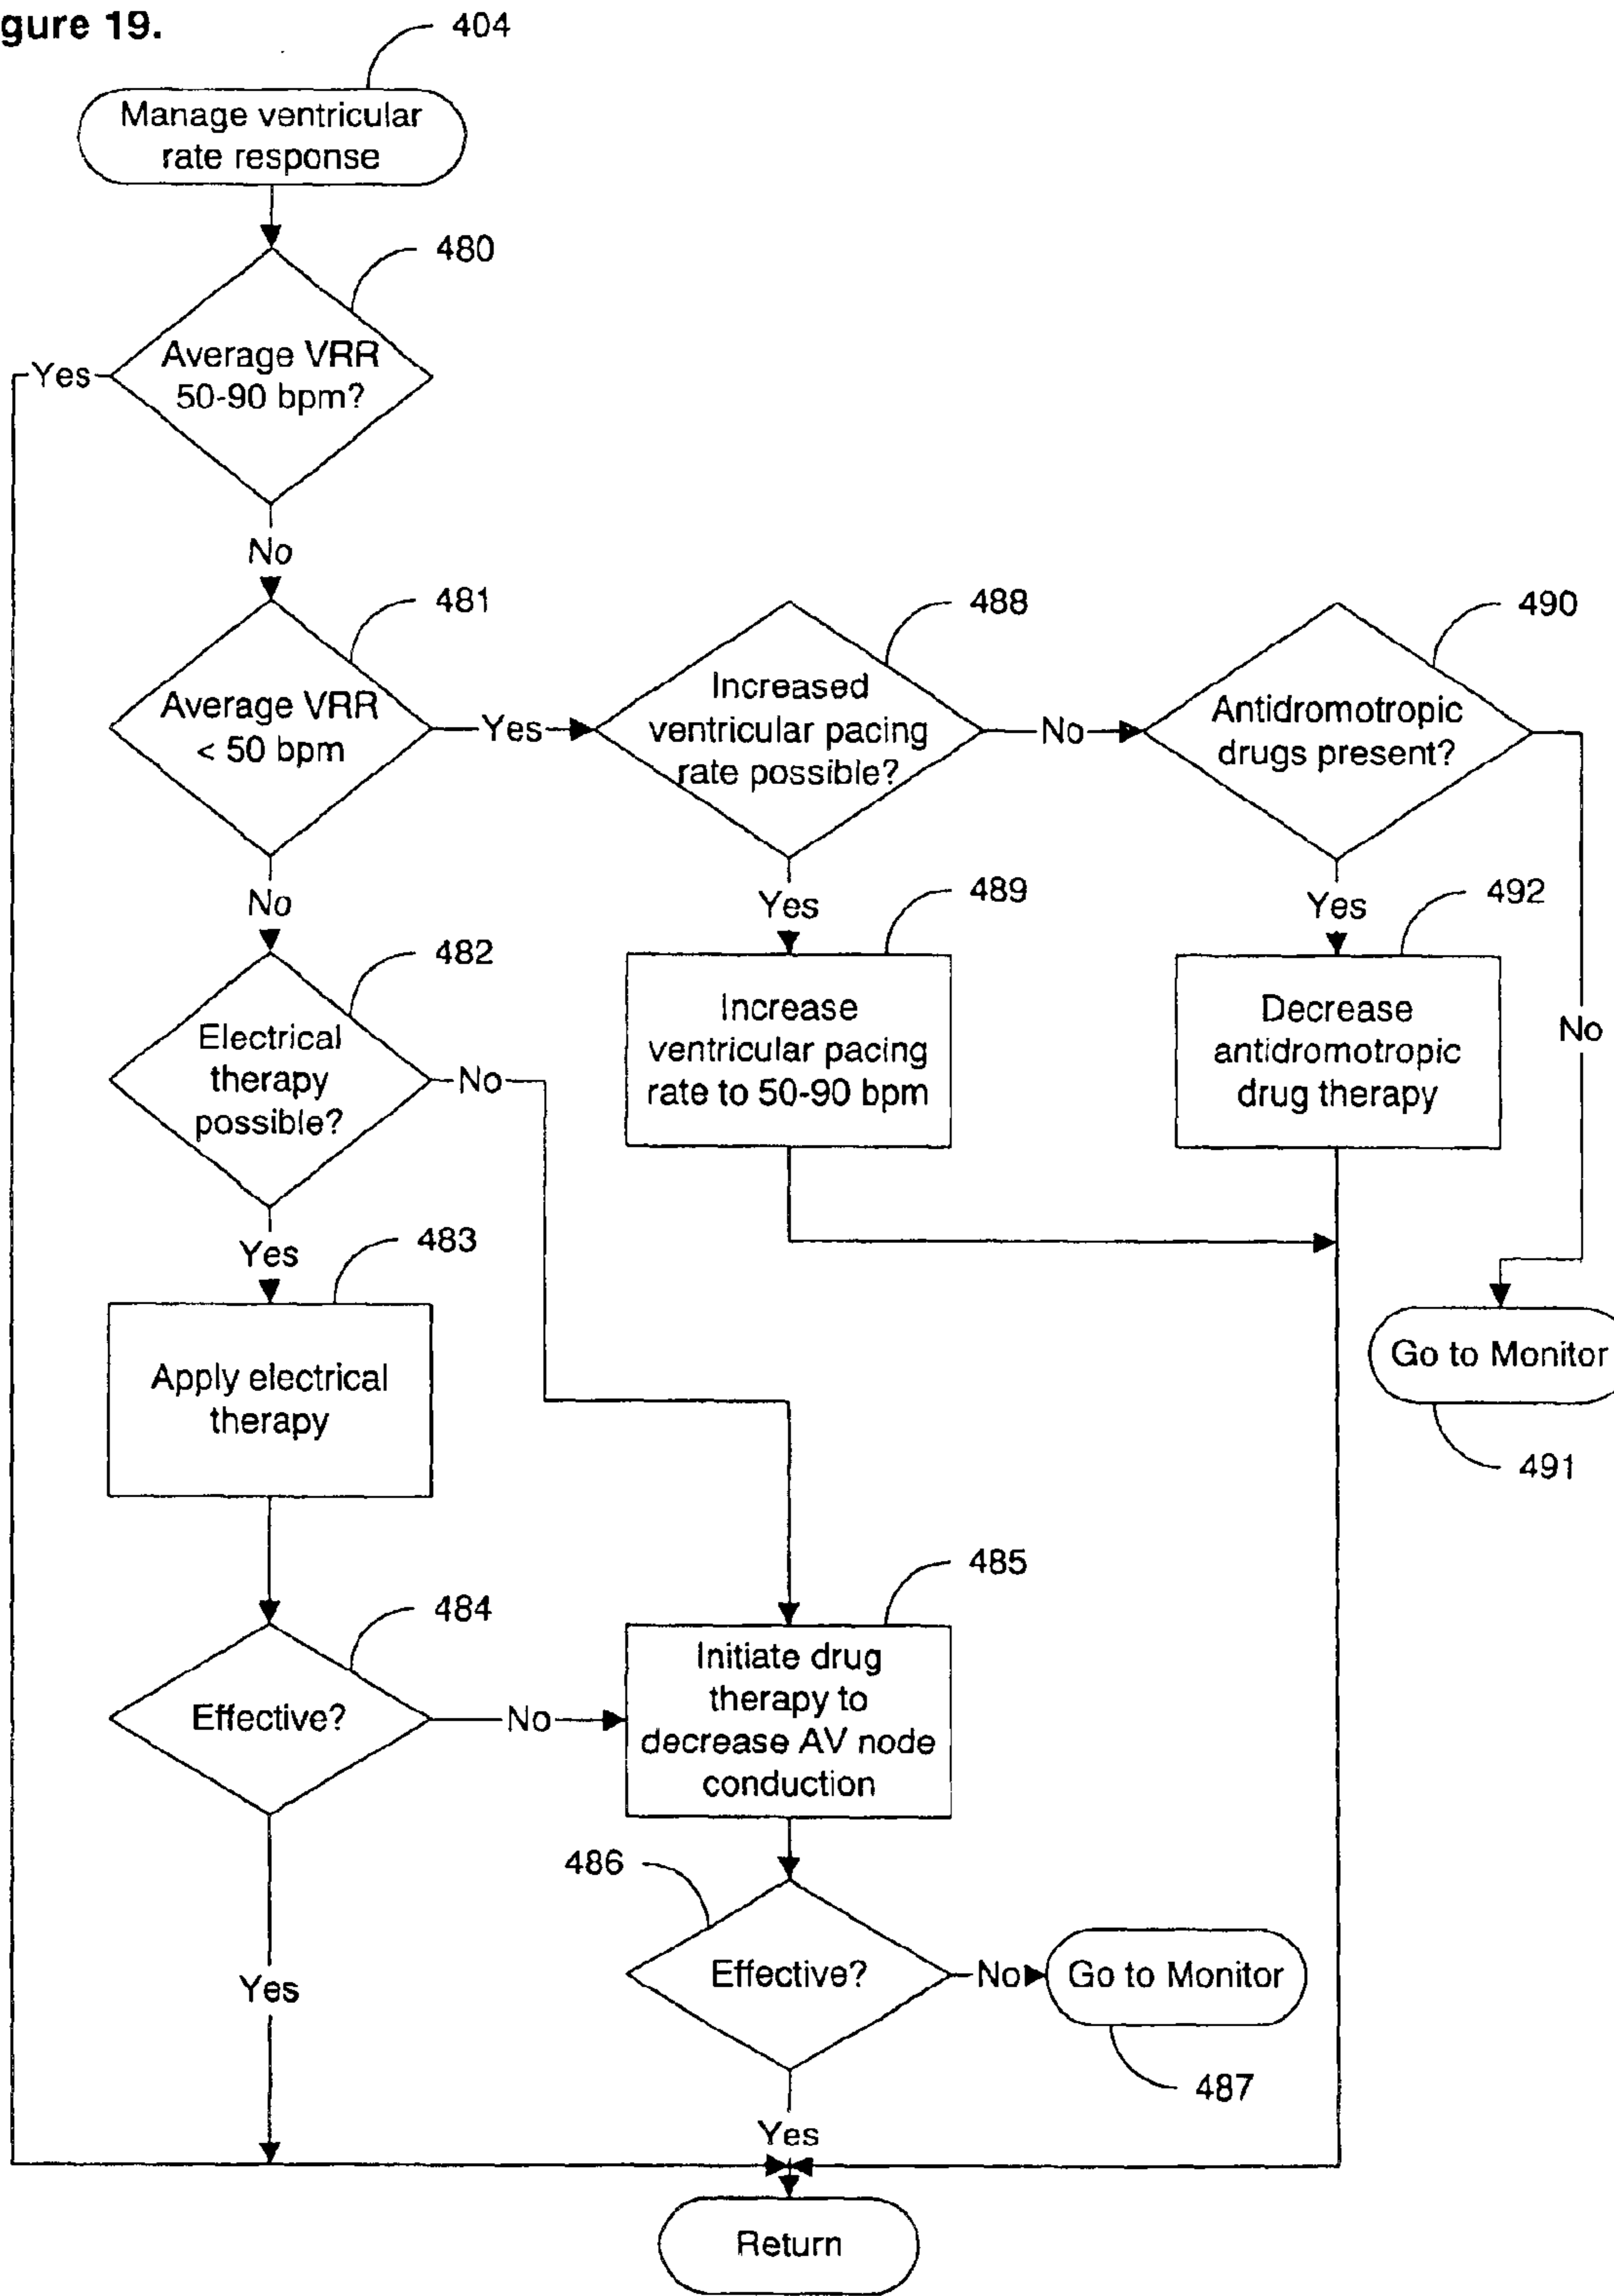 gure 19.
404
Manage ventricular
rate response
480
Average VRR
50-90 bpm?
Yes
No
481
Average VRR
< 50 bpm
Yes
488
Increased
ventricular pacing
rate possible?
No
490
Antidromotropic
drugs present?
No
482
Electrical
therapy
possible?
No
Yes
489
Increase
ventricular pacing
rate to 50-90 bpm
Yes
492
Decrease
antidromotropic
drug therapy
No
Yes
483
Apply electrical
therapy
Go to Monitor
491
484
Effective?
No
485
Initiate drug
therapy to
decrease AV node
conduction
486
Effective?
No
Go to Monitor
487
Yes
Yes
Return